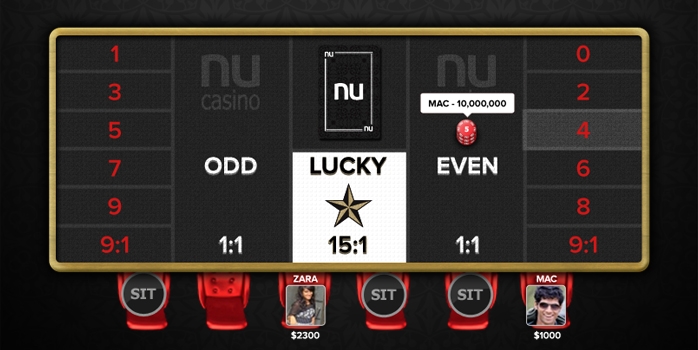 1
3
5
7
9
9:1
nu
casino
ODD
1:1
nu
nu
nu
LUCKY
15:1
nu
MAC - 10,000,000
5
EVEN
1:1
0
2
4
6
8
9:1
SIT
ZARA
$2300
SIT
SIT
MAC
$1000